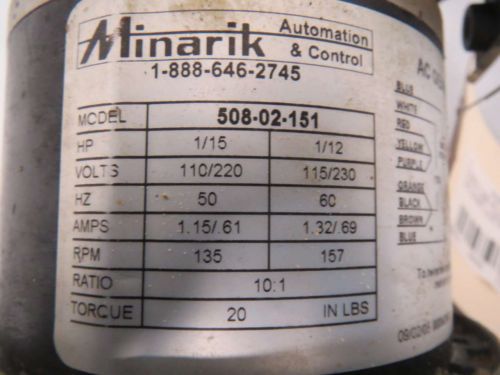 Minarik Automation
& Control
1-888-646-2745
MODEL 508-02-151
HP 1/15 1/12
VOLTS 110/220 115/230
HZ 50 60
AMPS 1.15/.61 1.32/.69
RPM 135 157
RATIO 10:1
TORCUE 20 IN LBS
AC
BLUE
WHITE
RED
YELLOW
PURPLE
ORANGE
BLACK
BROWN
BLUE